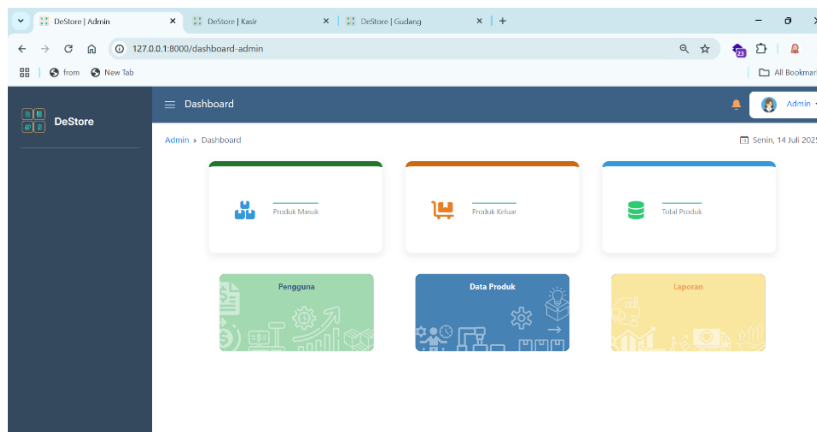 DeStore | Admin
DeStore | Kasir
DeStore | Gudang
127.0.0.1:8000/dashboard-admin
23
from
New Tab
All Bookmar
DeStore
Dashboard
Admin
Admin
Dashboard
Senin, 14 Juli 2025
Produk Masuk
Produk Keluar
Total Produk
Pengguna
Data Produk
Laporan